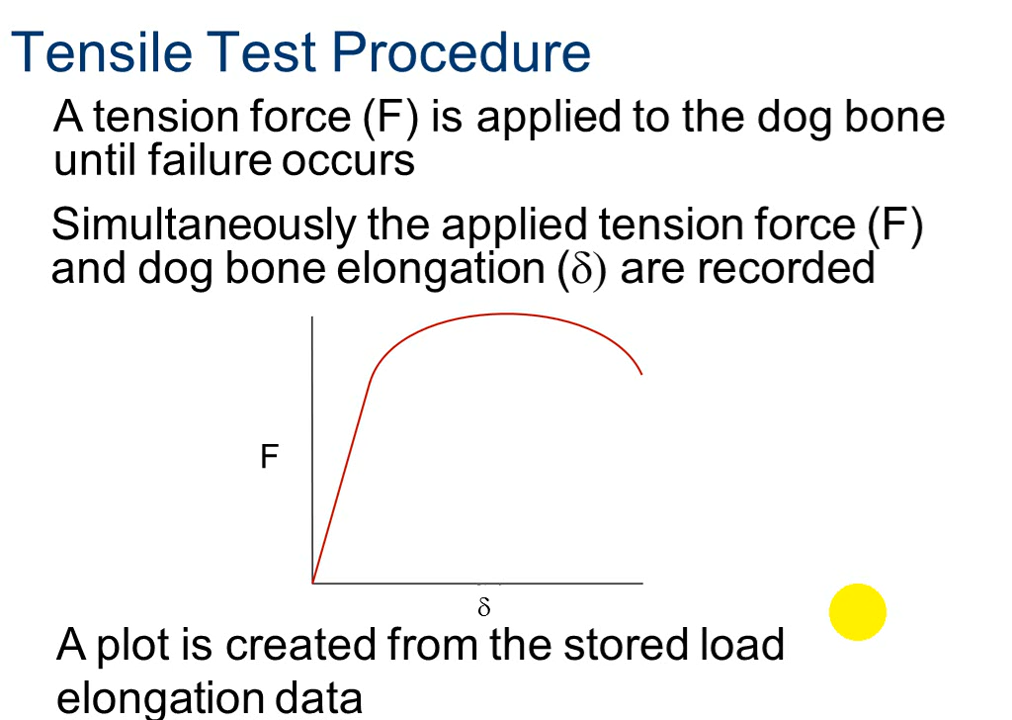 Tensile Test Procedure
A tension force (F) is applied to the dog bone
until failure occurs
Simultaneously the applied tension force (F)
and dog bone elongation (δ) are recorded
F
δ
A plot is created from the stored load
elongation data